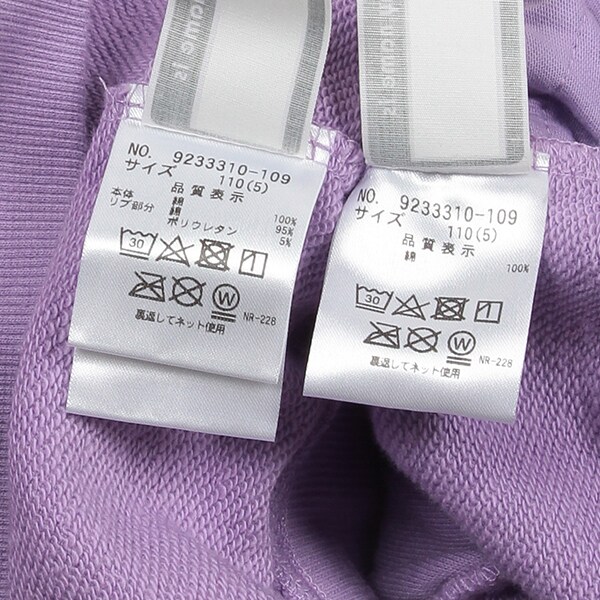 NO. 9233310-109
サイズ 110(5)
品質表示
本体 綿 100%
リブ部分 綿 95%
ポリウレタン 5%
30
W
裏返してネット使用 NR-228
NO. 9233310-109
サイズ 110(5)
品質表示
綿 100%
30
W
裏返してネット使用 NR-228